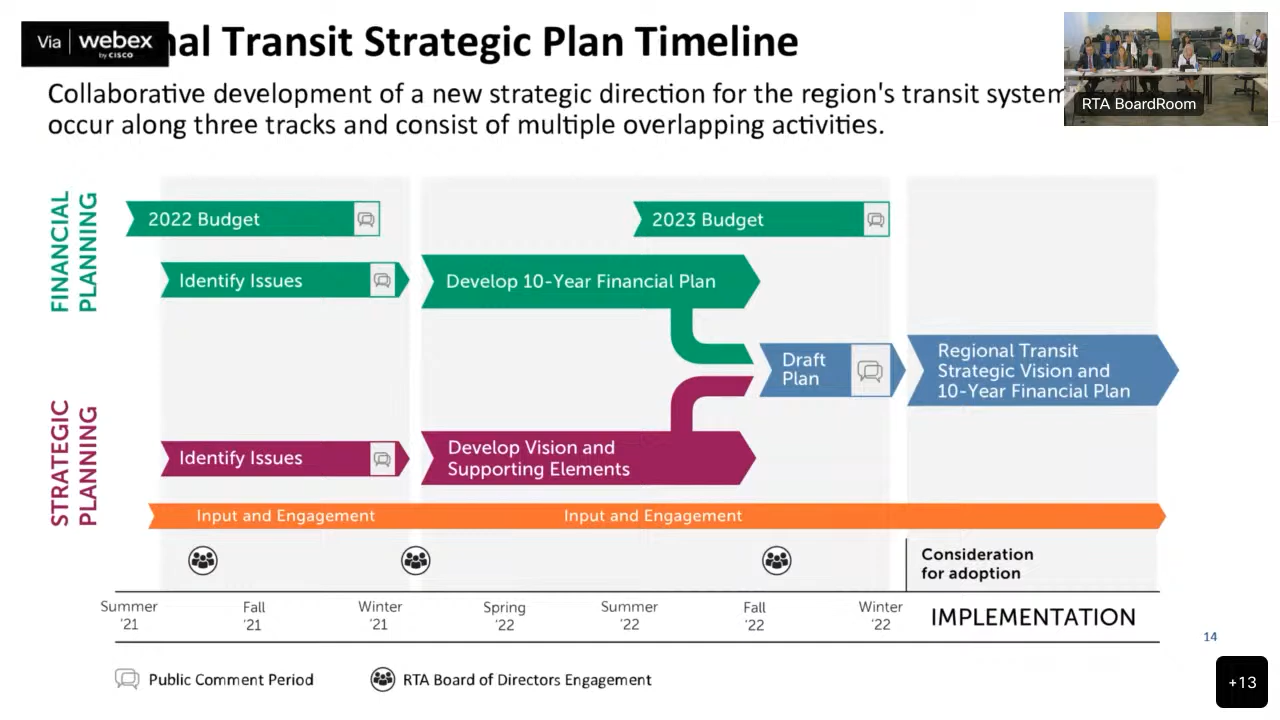 Via webex
by CISCO
nal Transit Strategic Plan Timeline
Collaborative development of a new strategic direction for the region's transit system
occur along three tracks and consist of multiple overlapping activities.
RTA BoardRoom
FINANCIAL
PLANNING
2022 Budget
2023 Budget
Identify Issues
Develop 10-Year Financial Plan
Draft
Plan
Regional Transit
Strategic Vision and
10-Year Financial Plan
STRATEGIC
PLANNING
Identify Issues
Develop Vision and
Supporting Elements
Input and Engagement
Input and Engagement
Consideration
for adoption
Summer
'21
Fall
'21
Winter
'21
Spring
'22
Summer
'22
Fall
'22
Winter
'22
IMPLEMENTATION
14
Public Comment Period
RTA Board of Directors Engagement
+13